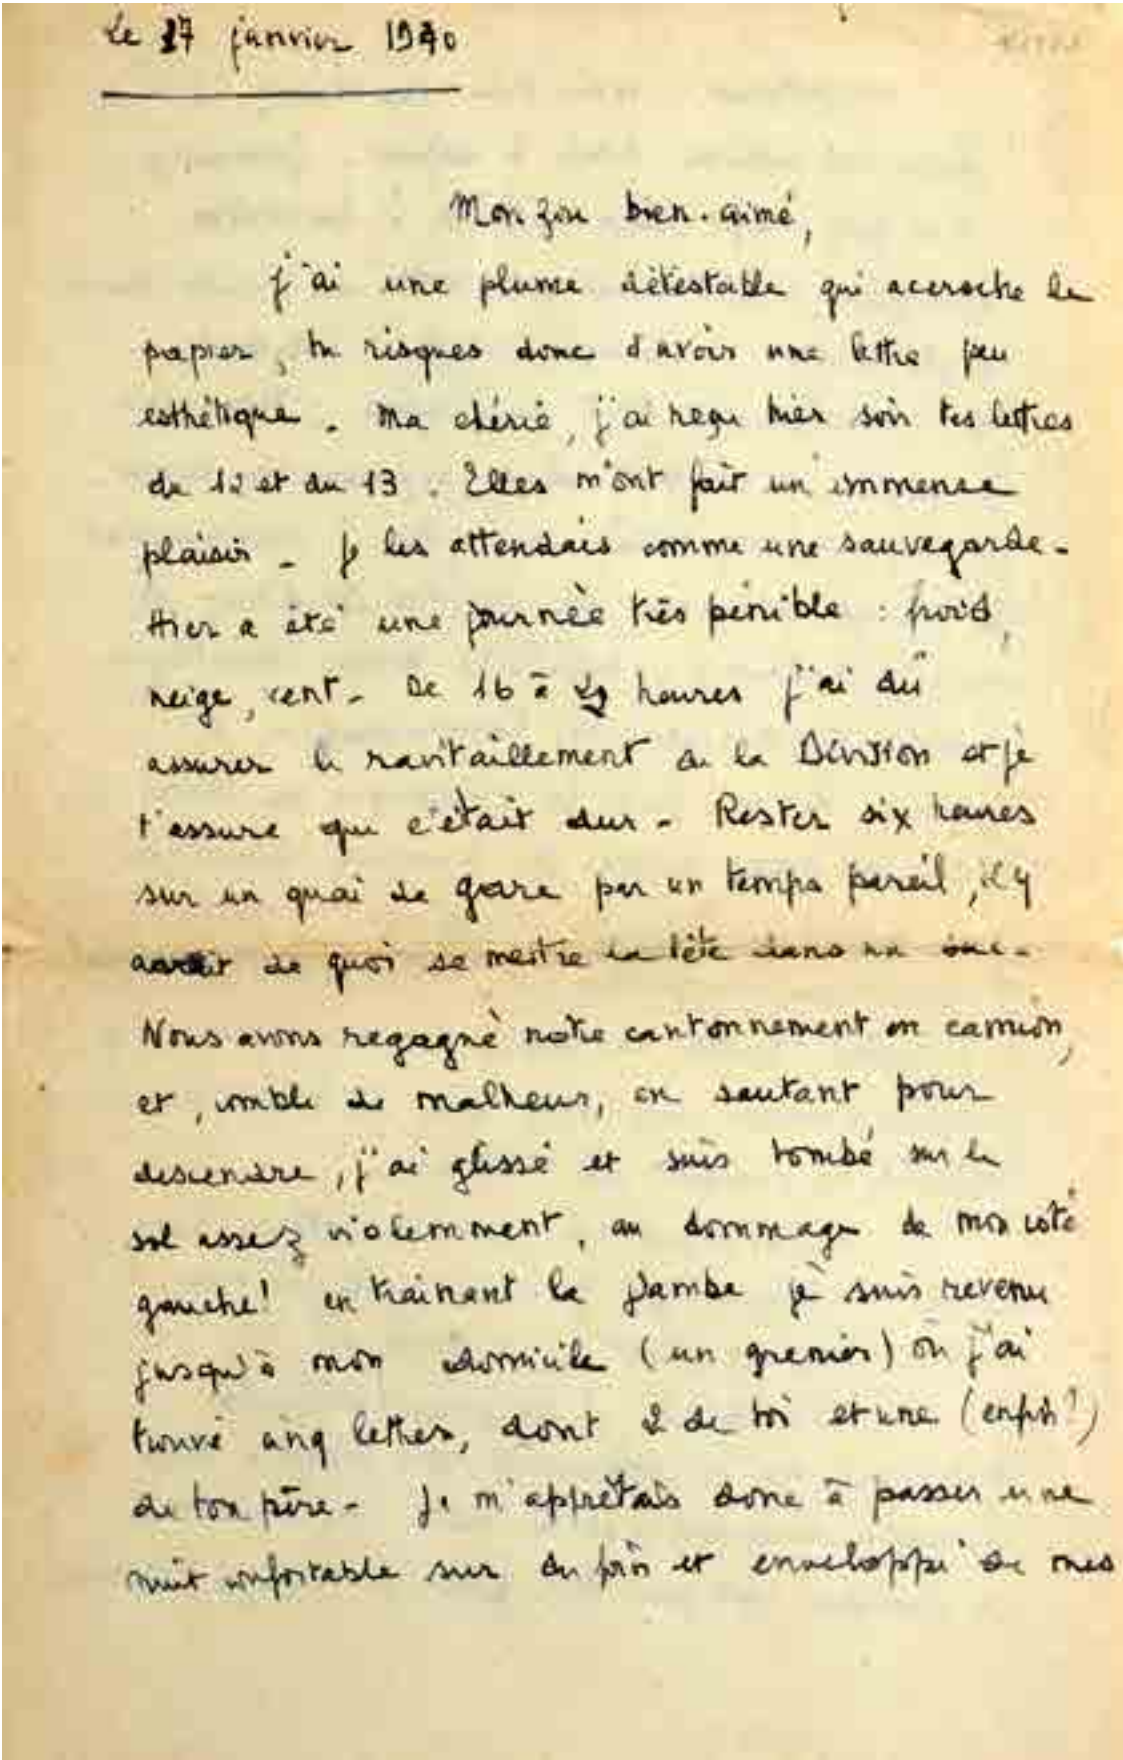 Le 17 janvier 1940
Mon zou bien-aimé,
j'ai une plume détestable qui accroche le
papier, tu risques donc d'avoir une lettre peu
esthétique. Ma chérie, j'ai reçu hier soir tes lettres
du 12 et du 13. Elles m'ont fait un immense
plaisir - Je les attendais comme une sauvegarde -
Hier a été une journée très pénible : froid,
neige, vent - De 16 à heures j'ai dû
assurer le ravitaillement de la Division et je
t'assure que c'était dur - Rester six heures
sur un quai de gare par un temps pareil, il y
avait de quoi se mettre la tête dans un sac -
Nous avons regagné notre cantonnement en camion,
et, comble de malheur, en sautant pour
descendre, j'ai glissé et suis tombé sur le
sol assez violemment, au dommage de mon côté
gauche! en traînant la jambe je suis revenu
jusqu'à mon domicile (un grenier) où j'ai
trouvé cinq lettres, dont 2 de toi et une (enfin!)
de ton père - Je m'apprêtais donc à passer une
nuit confortable sur du foin et enveloppé de mes